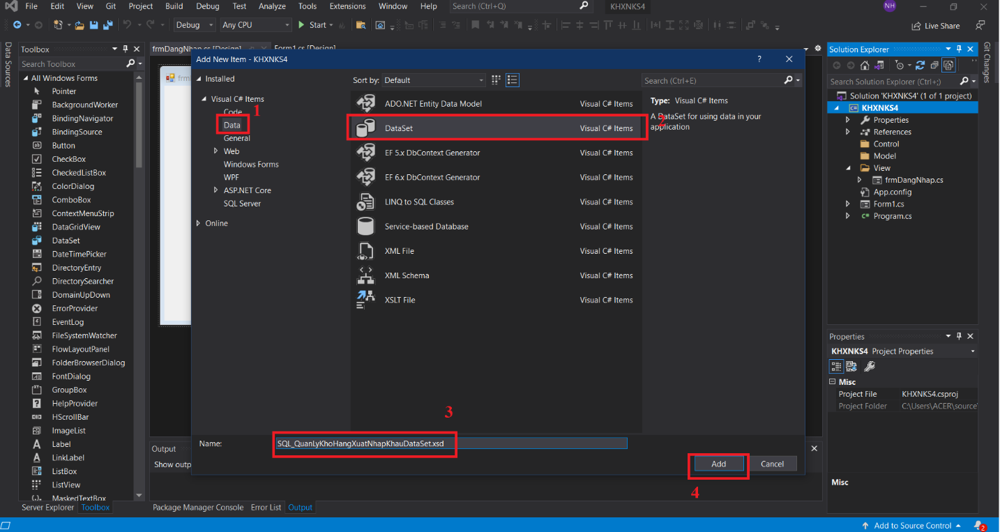 File Edit View Git Project Build Debug Test Analyze Tools Extensions Window Help Search (Ctrl+Q) KHXNKS4 NH
Debug Any CPU Start Live Share
Data Sources
Toolbox
Search Toolbox
All Windows Forms
Pointer
BackgroundWorker
BindingNavigator
BindingSource
Button
CheckBox
CheckedListBox
ColorDialog
ComboBox
ContextMenuStrip
DataGridView
DataSet
DateTimePicker
DirectoryEntry
DirectorySearcher
DomainUpDown
ErrorProvider
EventLog
FileSystemWatcher
FlowLayoutPanel
FolderBrowserDialog
FontDialog
GroupBox
HelpProvider
HScrollBar
ImageList
Label
LinkLabel
ListBox
ListView
MaskedTextBox
Server Explorer Toolbox
frmDangNhap.cs [Design] Form1.cs [Design]
frm
Add New Item - KHXNKS4 ?
Installed
Visual C# Items
Code
1
Data
General
Web
Windows Forms
WPF
ASP.NET Core
SQL Server
Online
Sort by: Default
ADO.NET Entity Data Model Visual C# Items
DataSet Visual C# Items
2
EF 5.x DbContext Generator Visual C# Items
EF 6.x DbContext Generator Visual C# Items
LINQ to SQL Classes Visual C# Items
Service-based Database Visual C# Items
XML File Visual C# Items
XML Schema Visual C# Items
XSLT File Visual C# Items
Search (Ctrl+E)
Type: Visual C# Items
A DataSet for using data in your
application
3
Name: SQL_QuanLyKhoHangXuatNhapKhauDataSet.xsd
Add Cancel
4
Output
Show outp
Package Manager Console Error List Output
Solution Explorer
Search Solution Explorer (Ctrl+;)
Solution 'KHXNKS4' (1 of 1 project)
KHXNKS4
Properties
References
Control
Model
View
frmDangNhap.cs
App.config
Form1.cs
Program.cs
Git Changes
Properties
KHXNKS4 Project Properties
Misc
Project File KHXNKS4.csproj
Project Folder C:\Users\ACER\source\
Misc
Add to Source Control 2